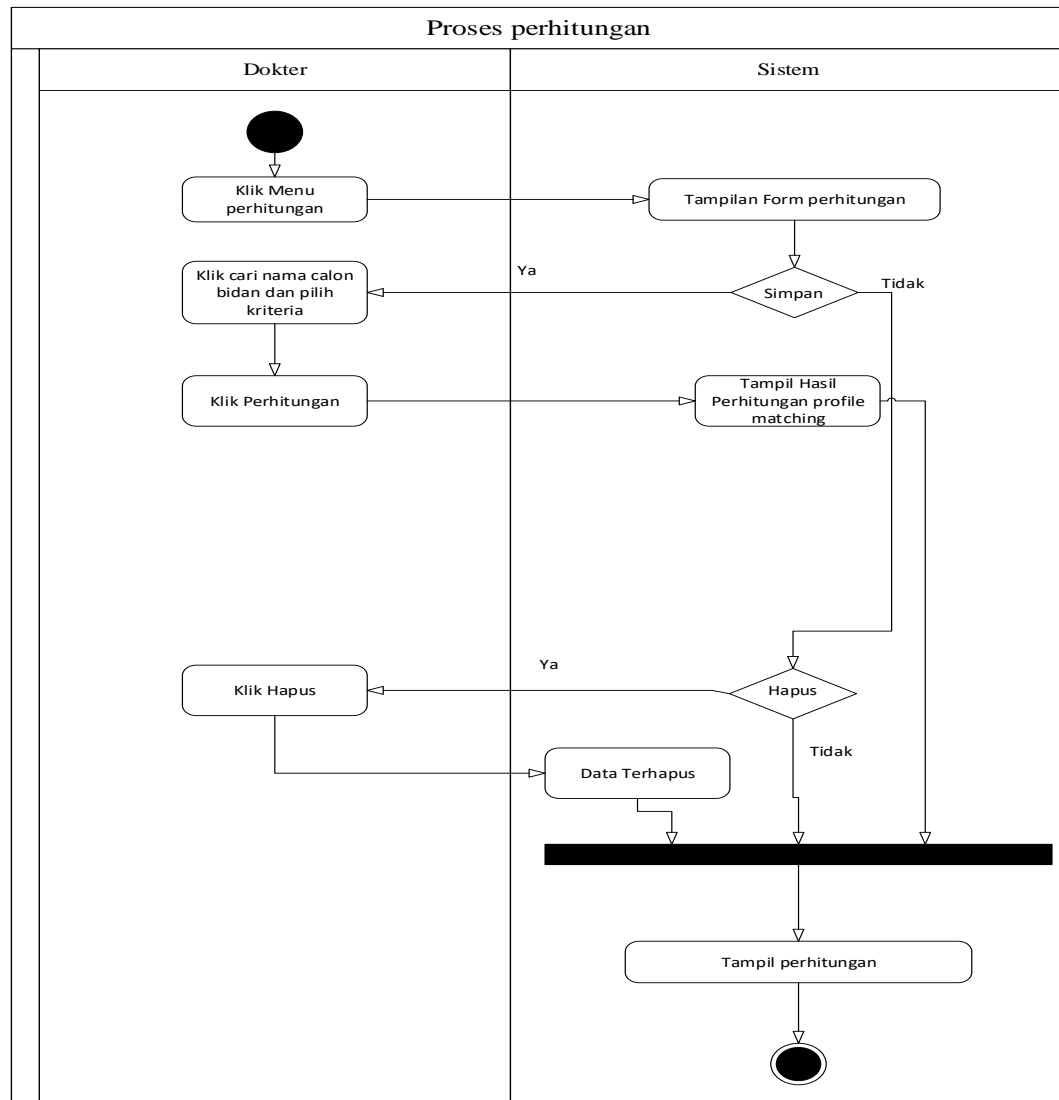 Proses perhitungan
Dokter
Sistem
Klik Menu
perhitungan
Tampilan Form perhitungan
Klik cari nama calon
bidan dan pilih
kriteria
Ya
Simpan
Tidak
Klik Perhitungan
Tampil Hasil
Perhitungan profile
matching
Klik Hapus
Ya
Hapus
Tidak
Data Terhapus
Tampil perhitungan